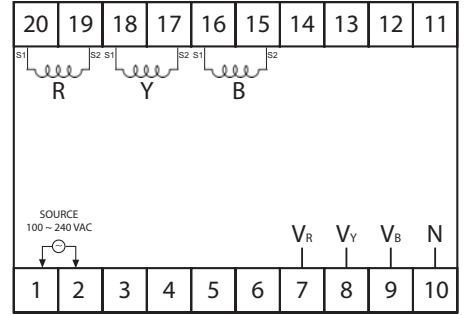 20 19 18 17 16 15 14 13 12 11
S1 S2 S1 S2 S1 S2
R Y B
SOURCE
100 ~ 240 VAC
~
VR VY VB N
1 2 3 4 5 6 7 8 9 10